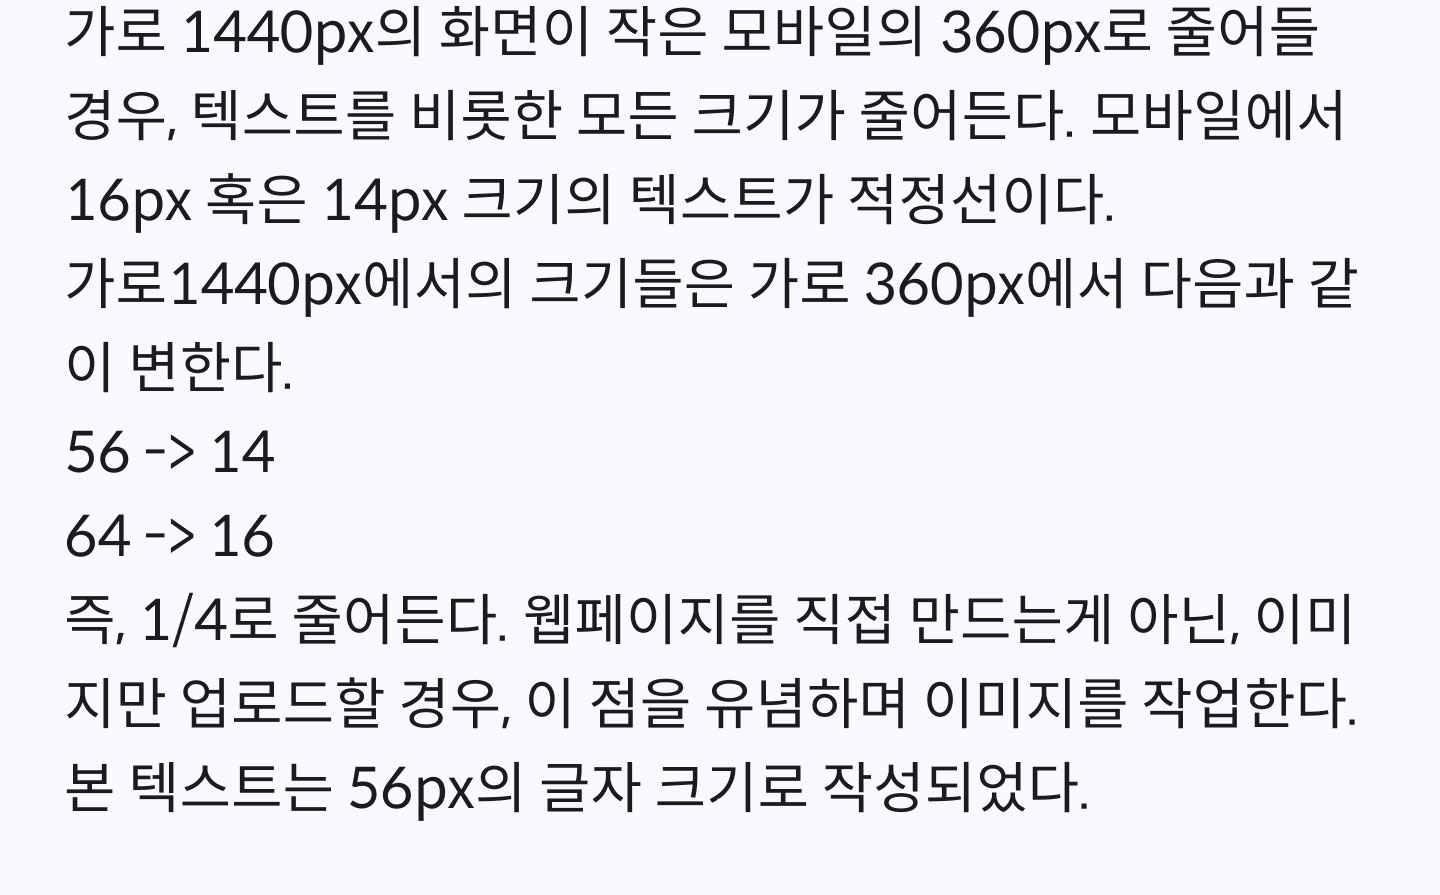 가로 1440px의 화면이 작은 모바일의 360px로 줄어들
경우, 텍스트를 비롯한 모든 크기가 줄어든다. 모바일에서
16px 혹은 14px 크기의 텍스트가 적정선이다.
가로1440px에서의 크기들은 가로 360px에서 다음과 같
이 변한다.
56 -> 14
64 -> 16
즉, 1/4로 줄어든다. 웹페이지를 직접 만드는게 아닌, 이미
지만 업로드할 경우, 이 점을 유념하며 이미지를 작업한다.
본 텍스트는 56px의 글자 크기로 작성되었다.